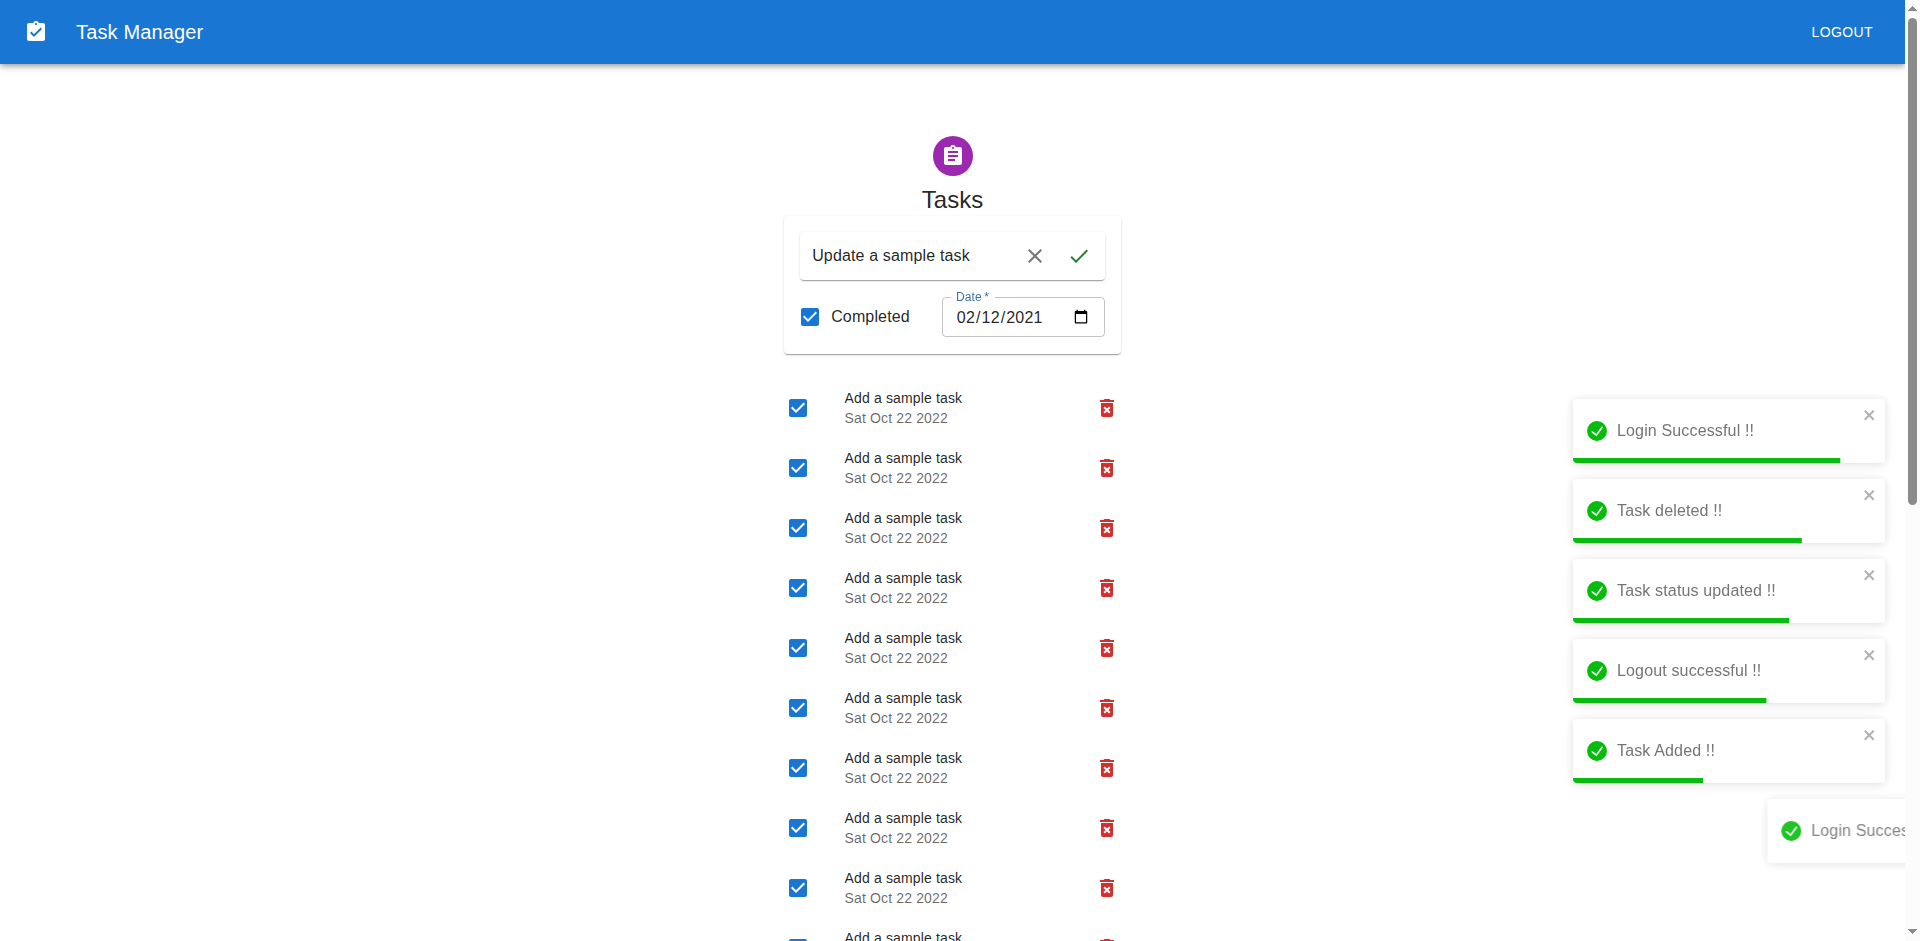 Task Manager
LOGOUT
Tasks
Update a sample task
Date *
Completed
02/12/2021
Add a sample task
Sat Oct 22 2022
Add a sample task
Sat Oct 22 2022
Add a sample task
Sat Oct 22 2022
Add a sample task
Sat Oct 22 2022
Add a sample task
Sat Oct 22 2022
Add a sample task
Sat Oct 22 2022
Add a sample task
Sat Oct 22 2022
Add a sample task
Sat Oct 22 2022
Add a sample task
Sat Oct 22 2022
Add a sample task
Login Successful !!
Task deleted !!
Task status updated !!
Logout successful !!
Task Added !!
Login Succes